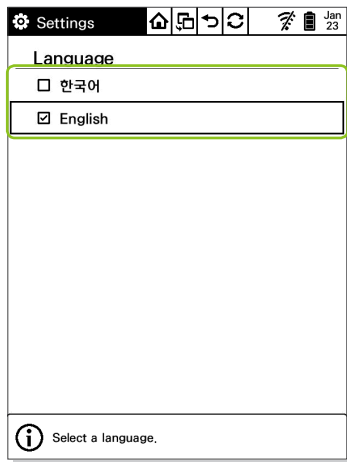 Settings
Jan
23
Language
한국어
English
Select a language.